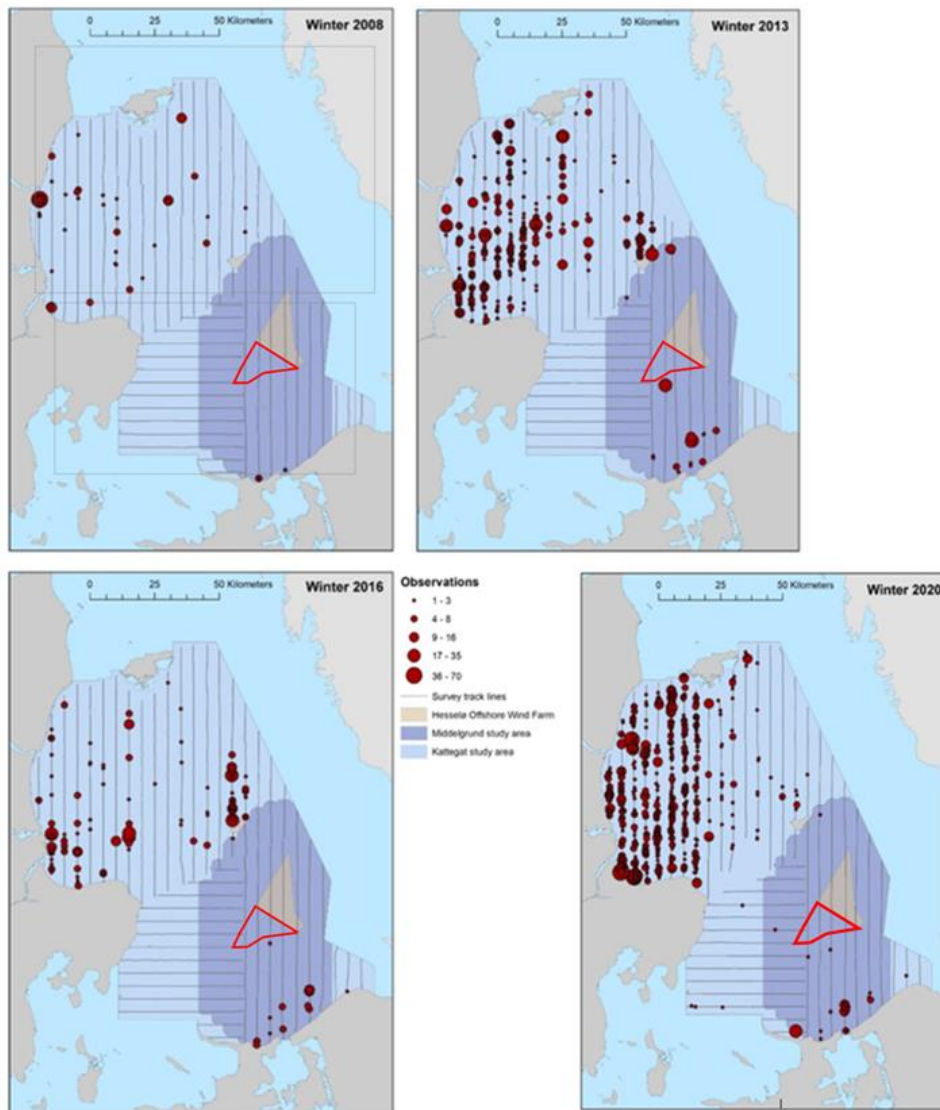 0 25 50 Kilometers
Winter 2008
0 25 50 Kilometers
Winter 2013
0 25 50 Kilometers
Winter 2016
Observations
1 - 3
4 - 8
9 - 16
17 - 35
36 - 70
Survey track lines
Hesselø Offshore Wind Farm
Middelgrund study area
Kattegat study area
0 25 50 Kilometers
Winter 2020